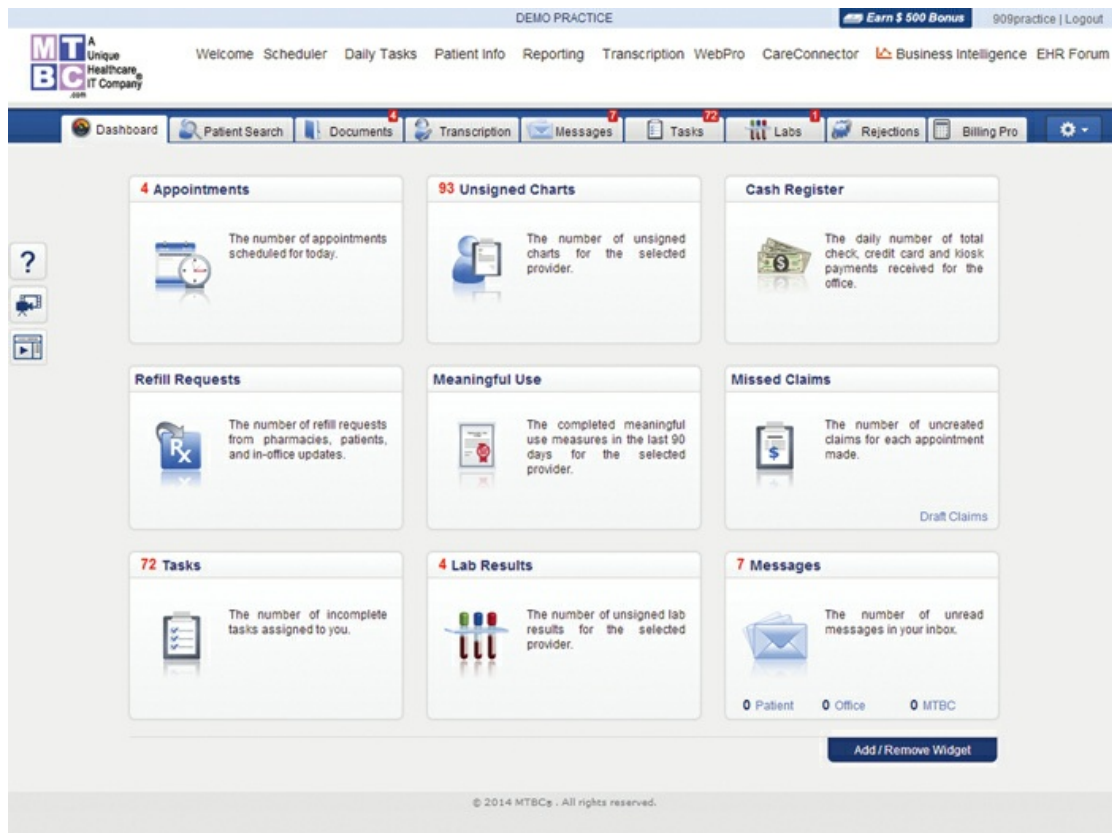 DEMO PRACTICE
Earn $ 500 Bonus
909practice | Logout
MT
BC
.com
A
Unique
Healthcare
IT Company
®
Welcome Scheduler Daily Tasks Patient Info Reporting Transcription WebPro CareConnector Business Intelligence EHR Forum
4 7 72 1
Dashboard Patient Search Documents Transcription Messages Tasks Labs Rejections Billing Pro
4 Appointments
The number of appointments
scheduled for today.
93 Unsigned Charts
The number of unsigned
charts for the selected
provider.
Cash Register
$
The daily number of total
check, credit card and kiosk
payments received for the
office.
?
Refill Requests
Rx
The number of refill requests
from pharmacies, patients,
and in-office updates.
Meaningful Use
The completed meaningful
use measures in the last 90
days for the selected
provider.
Missed Claims
$
The number of uncreated
claims for each appointment
made.
Draft Claims
72 Tasks
The number of incomplete
tasks assigned to you.
4 Lab Results
The number of unsigned lab
results for the selected
provider.
7 Messages
The number of unread
messages in your inbox.
0 Patient 0 Office 0 MTBC
Add / Remove Widget
© 2014 MTBC® . All rights reserved.